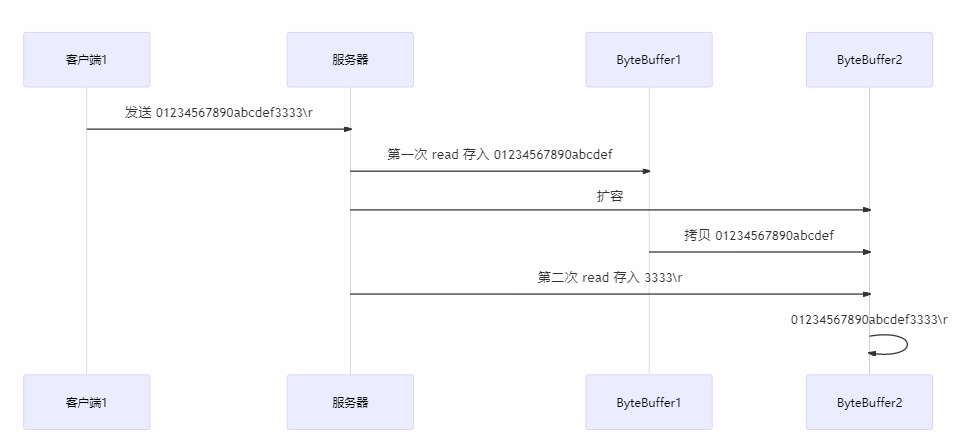 客户端1
服务器
ByteBuffer1
ByteBuffer2
发送 01234567890abcdef3333\r
第一次 read 存入 01234567890abcdef
扩容
拷贝 01234567890abcdef
第二次 read 存入 3333\r
01234567890abcdef3333\r
客户端1
服务器
ByteBuffer1
ByteBuffer2